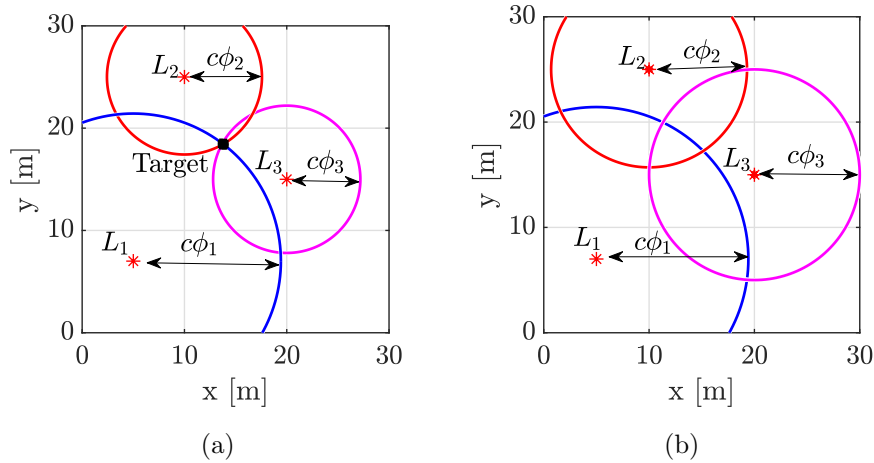 30
20
10
0
0
10
20
30
y [m]
x [m]
L₂
cϕ₂
Target
L₃
cϕ₃
L₁
cϕ₁
(a)
30
20
10
0
0
10
20
30
y [m]
x [m]
L₂
cϕ₂
L₃
cϕ₃
L₁
cϕ₁
(b)